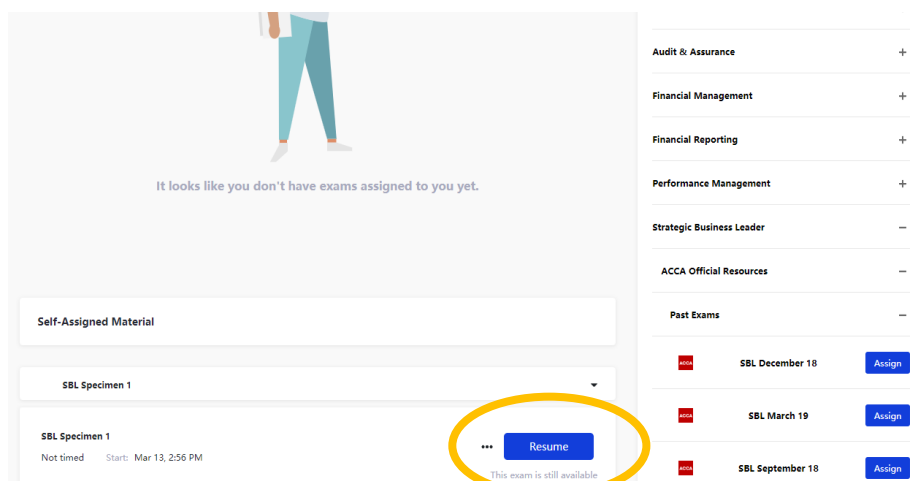 It looks like you don't have exams assigned to you yet.
Self-Assigned Material
SBL Specimen 1
SBL Specimen 1
Not timed Start: Mar 13, 2:56 PM
••• Resume
This exam is still available
Audit & Assurance +
Financial Management +
Financial Reporting +
Performance Management +
Strategic Business Leader –
ACCA Official Resources –
Past Exams –
ACCA SBL December 18 Assign
ACCA SBL March 19 Assign
ACCA SBL September 18 Assign